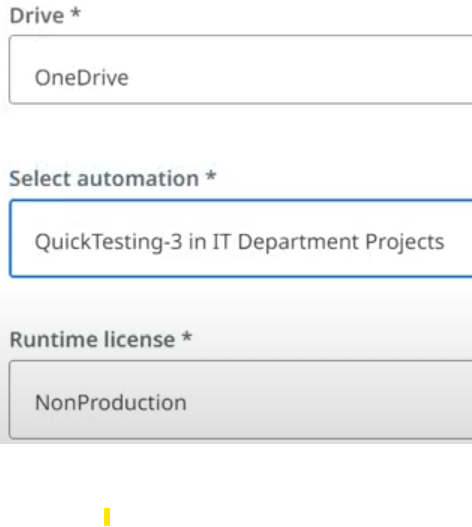 Drive *
OneDrive
Select automation *
QuickTesting-3 in IT Department Projects
Runtime license *
NonProduction